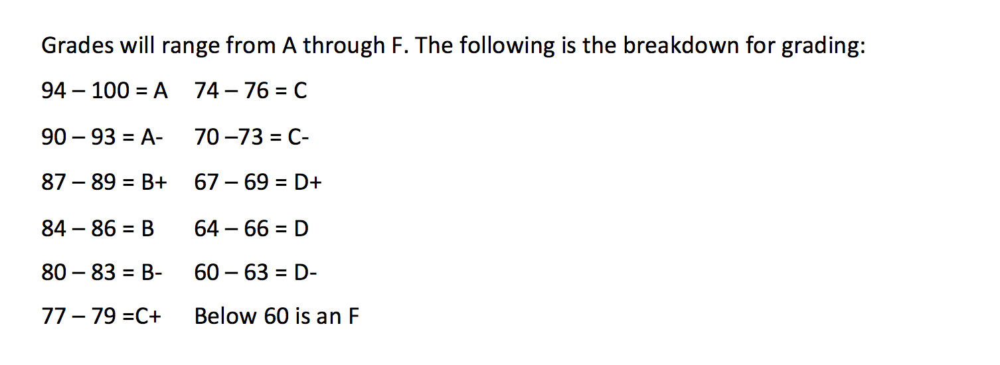 Grades will range from A through F. The following is the breakdown for grading:
94 – 100 = A 74 – 76 = C
90 – 93 = A- 70 –73 = C-
87 – 89 = B+ 67 – 69 = D+
84 – 86 = B 64 – 66 = D
80 – 83 = B- 60 – 63 = D-
77 – 79 =C+ Below 60 is an F